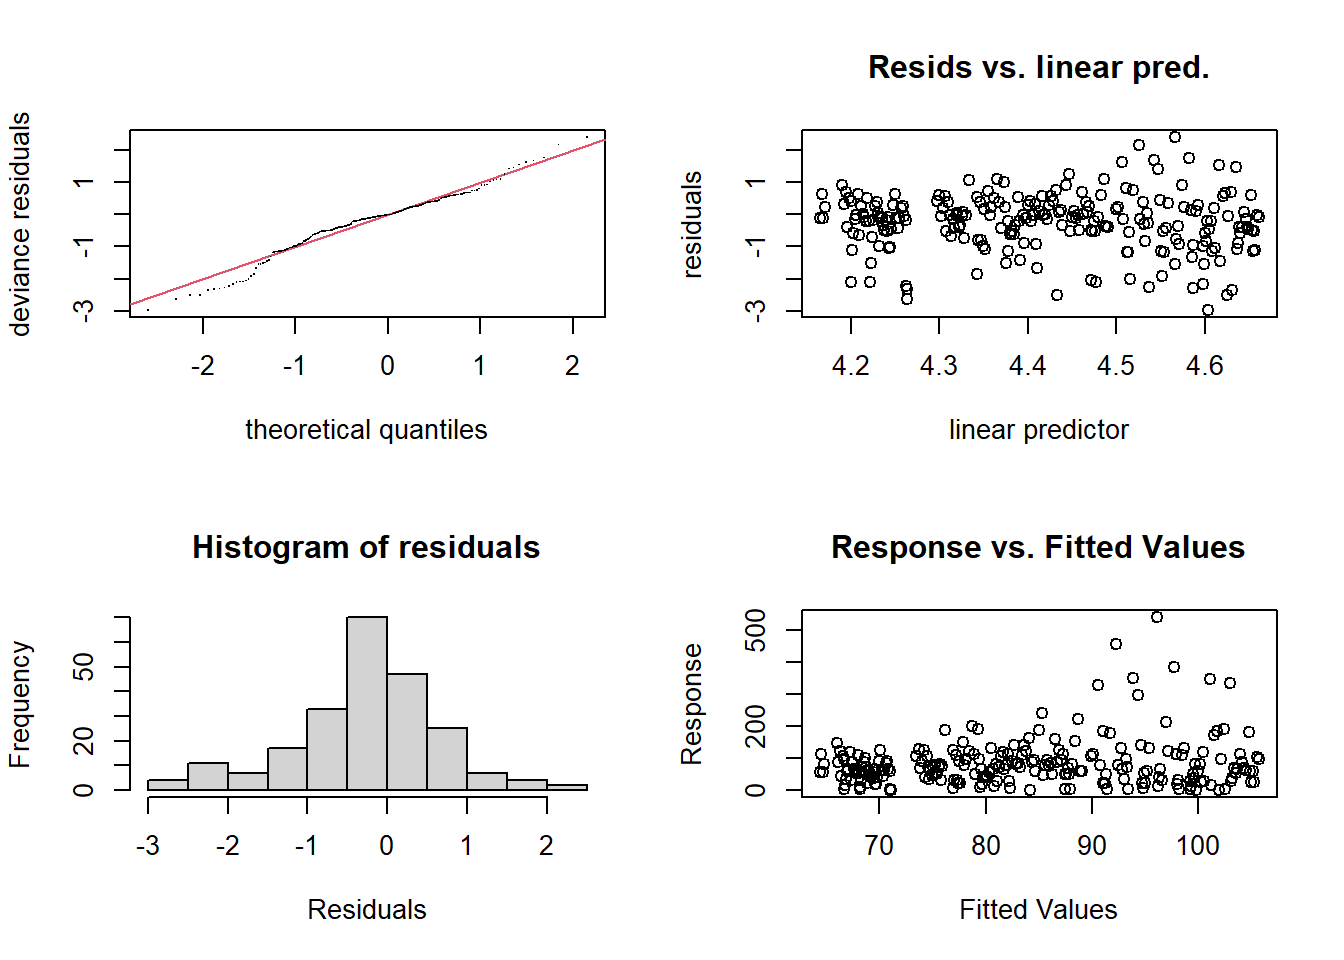 deviance residuals
1
-1
-3
-2 -1 0 1 2
theoretical quantiles
Resids vs. linear pred.
residuals
1
-1
-3
4.2 4.3 4.4 4.5 4.6
linear predictor
Histogram of residuals
Frequency
50
20
0
-3 -2 -1 0 1 2
Residuals
Response vs. Fitted Values
Response
500
200
0
70 80 90 100
Fitted Values